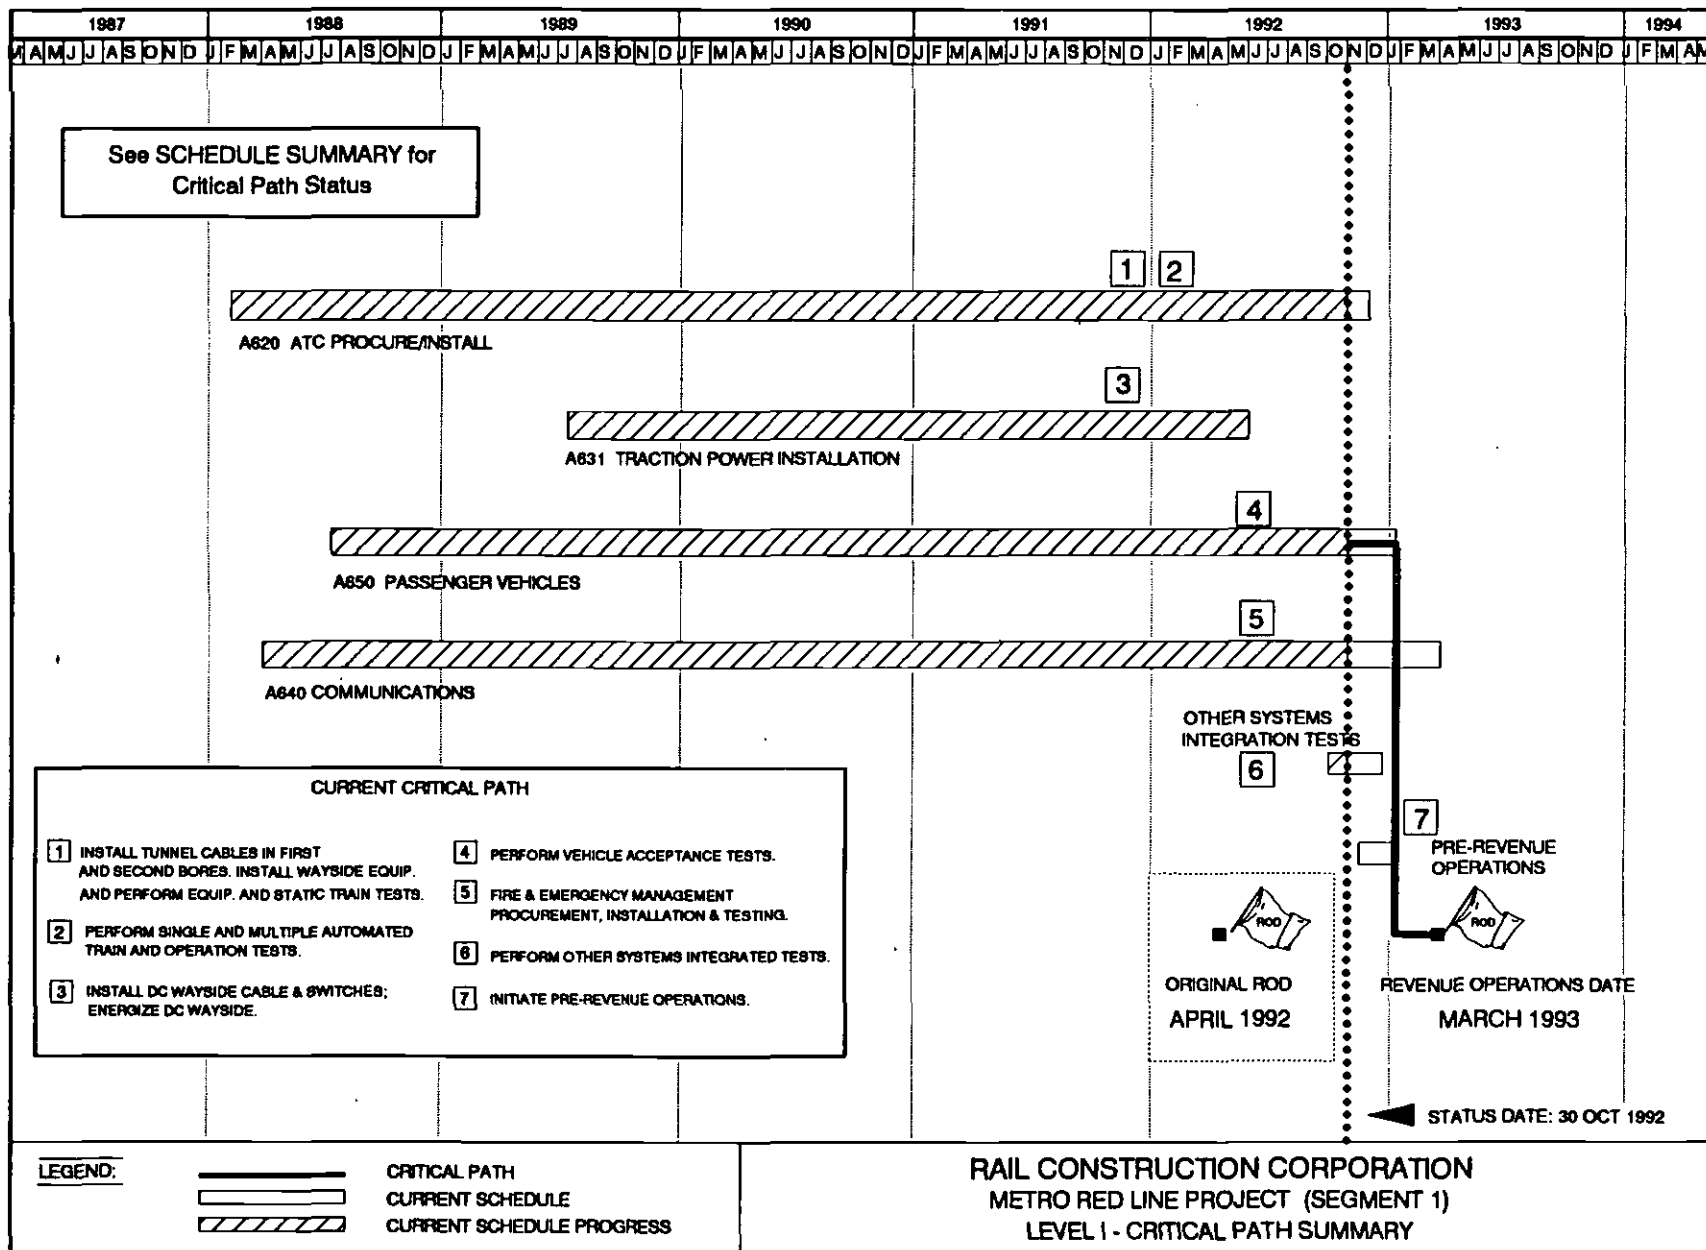 1987 1988 1989 1990 1991 1992 1993 1994
M A M J J A S O N D J F M A M J J A S O N D J F M A M J J A S O N D J F M A M J J A S O N D J F M A M J J A S O N D J F M A M J J A S O N D J F M A M J J A S O N D J F M A M
See SCHEDULE SUMMARY for
Critical Path Status
1 2
A620 ATC PROCURE/INSTALL
3
A631 TRACTION POWER INSTALLATION
4
A650 PASSENGER VEHICLES
5
A640 COMMUNICATIONS
OTHER SYSTEMS
INTEGRATION TESTS
6
7
PRE-REVENUE
OPERATIONS
ROD
ROD
ORIGINAL ROD
APRIL 1992
REVENUE OPERATIONS DATE
MARCH 1993
STATUS DATE: 30 OCT 1992
CURRENT CRITICAL PATH
1 INSTALL TUNNEL CABLES IN FIRST
AND SECOND BORES. INSTALL WAYSIDE EQUIP.
AND PERFORM EQUIP. AND STATIC TRAIN TESTS.
2 PERFORM SINGLE AND MULTIPLE AUTOMATED
TRAIN AND OPERATION TESTS.
3 INSTALL DC WAYSIDE CABLE & SWITCHES;
ENERGIZE DC WAYSIDE.
4 PERFORM VEHICLE ACCEPTANCE TESTS.
5 FIRE & EMERGENCY MANAGEMENT
PROCUREMENT, INSTALLATION & TESTING.
6 PERFORM OTHER SYSTEMS INTEGRATED TESTS.
7 INITIATE PRE-REVENUE OPERATIONS.
LEGEND:
CRITICAL PATH
CURRENT SCHEDULE
CURRENT SCHEDULE PROGRESS
RAIL CONSTRUCTION CORPORATION
METRO RED LINE PROJECT (SEGMENT 1)
LEVEL I - CRITICAL PATH SUMMARY